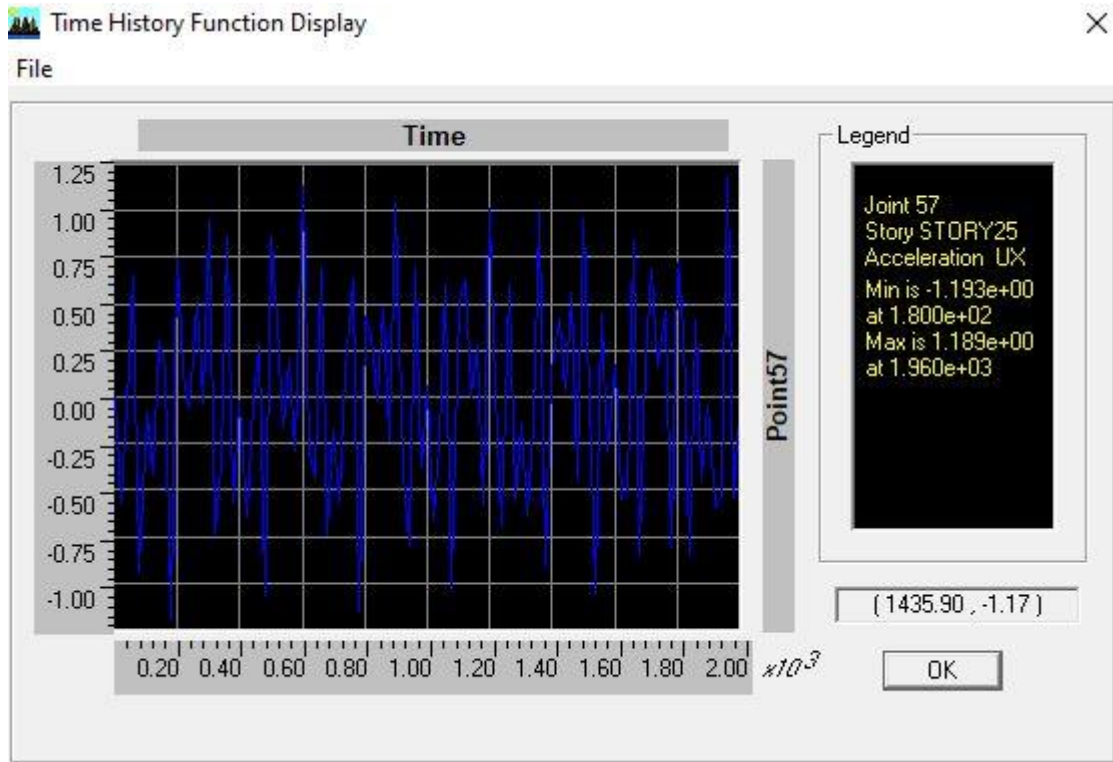 Time History Function Display
File
Time
Legend
1.25
1.00
0.75
0.50
0.25
0.00
-0.25
-0.50
-0.75
-1.00
Point57
Joint 57
Story STORY25
Acceleration UX
Min is -1.193e+00
at 1.800e+02
Max is 1.189e+00
at 1.960e+03
( 1435.90 , -1.17 )
0.20 0.40 0.60 0.80 1.00 1.20 1.40 1.60 1.80 2.00 x10^3
OK